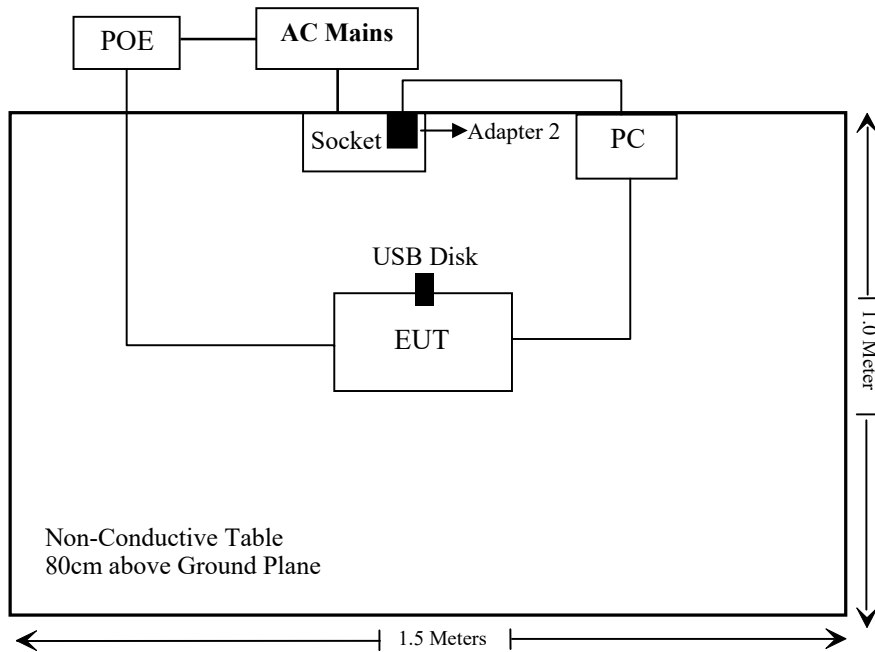 POE
AC Mains
Socket
Adapter 2
PC
USB Disk
EUT
1.0 Meter
Non-Conductive Table
80cm above Ground Plane
1.5 Meters